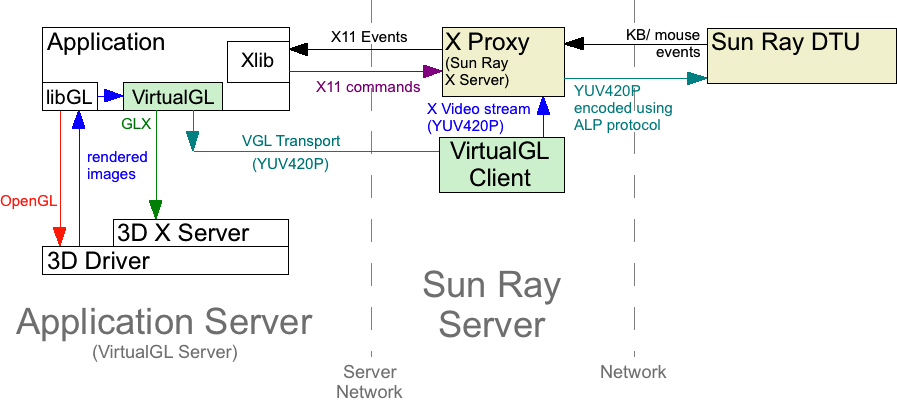 Application
Xlib
libGL
VirtualGL
X11 Events
X11 commands
X Proxy
(Sun Ray
X Server)
KB/ mouse
events
Sun Ray DTU
YUV420P
encoded using
ALP protocol
X Video stream
(YUV420P)
GLX
VGL Transport
(YUV420P)
VirtualGL
Client
rendered
images
OpenGL
3D X Server
3D Driver
Application Server
(VirtualGL Server)
Sun Ray
Server
Server
Network
Network